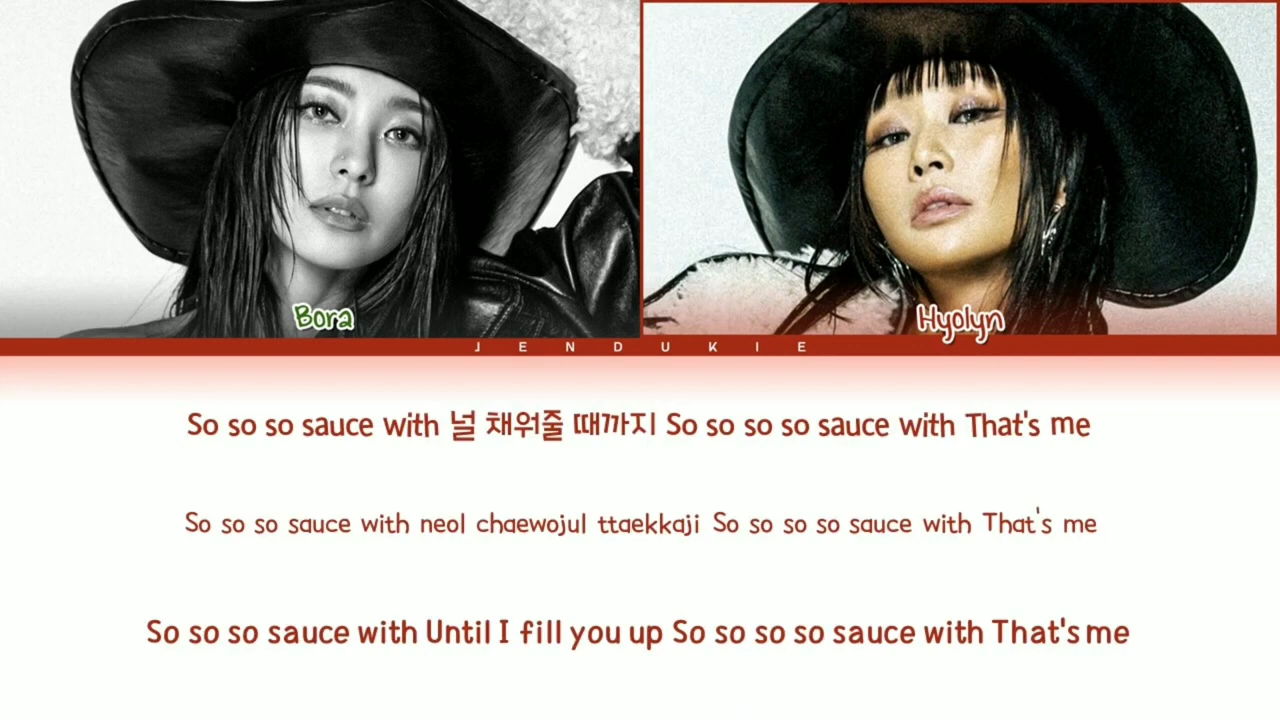 Bora
Hyolyn
JENDUKIE
So so so sauce with 널 채워줄 때까지 So so so so sauce with That's me
So so so sauce with neol chaewojul ttaekkaji So so so so sauce with That's me
So so so sauce with Until I fill you up So so so so sauce with That's me